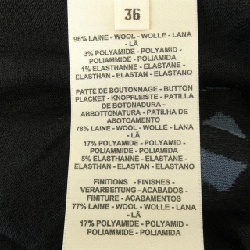 36
96% LAINE - WOOL - WOLLE - LANA
- LÃ
3% POLYAMIDE - POLYAMID -
POLIAMIDA
1% ELASTHANNE - ELASTANE -
ELASTHAN - ELASTAN - ELASTANO
PATTE DE BOUTONNAGE - BUTTON
PLACKET - KNOPFLEISTE - PATILLA
DE BOTONADURA -
ABBOTTONATURA - PATILHA DE
ABOTOAMENTO
78% LAINE - WOOL - WOLLE - LANA
- LÃ
17% POLYAMIDE - POLYAMID -
POLIAMMIDE - POLIAMIDA
5% ELASTHANNE - ELASTANE -
ELASTHAN - ELASTAN - ELASTANO
FINITIONS - FINISHES -
VERARBEITUNG - ACABADOS -
FINITURE - ACABAMENTOS
77% LAINE - WOOL - WOLLE - LANA
- LÃ
17% POLYAMIDE - POLYAMID -
POLIAMMIDE - POLIAMIDA